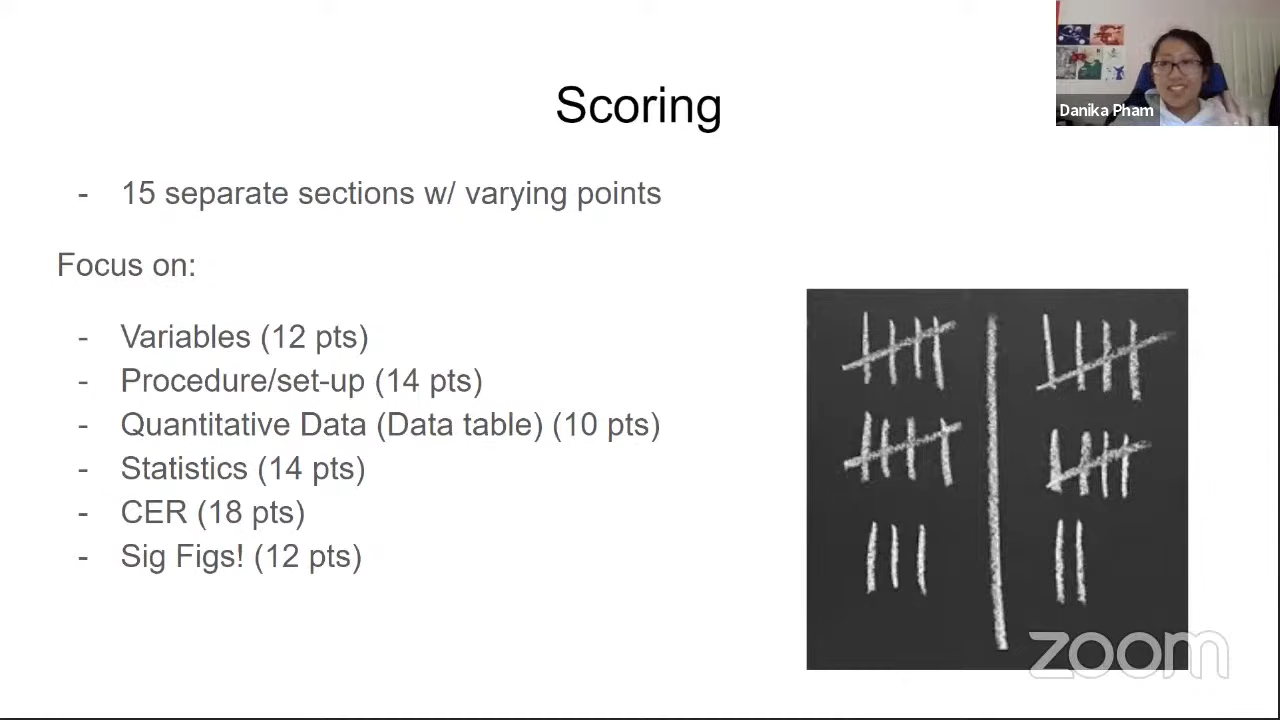 Scoring
Danika Pham
- 15 separate sections w/ varying points
Focus on:
- Variables (12 pts)
- Procedure/set-up (14 pts)
- Quantitative Data (Data table) (10 pts)
- Statistics (14 pts)
- CER (18 pts)
- Sig Figs! (12 pts)
zoom